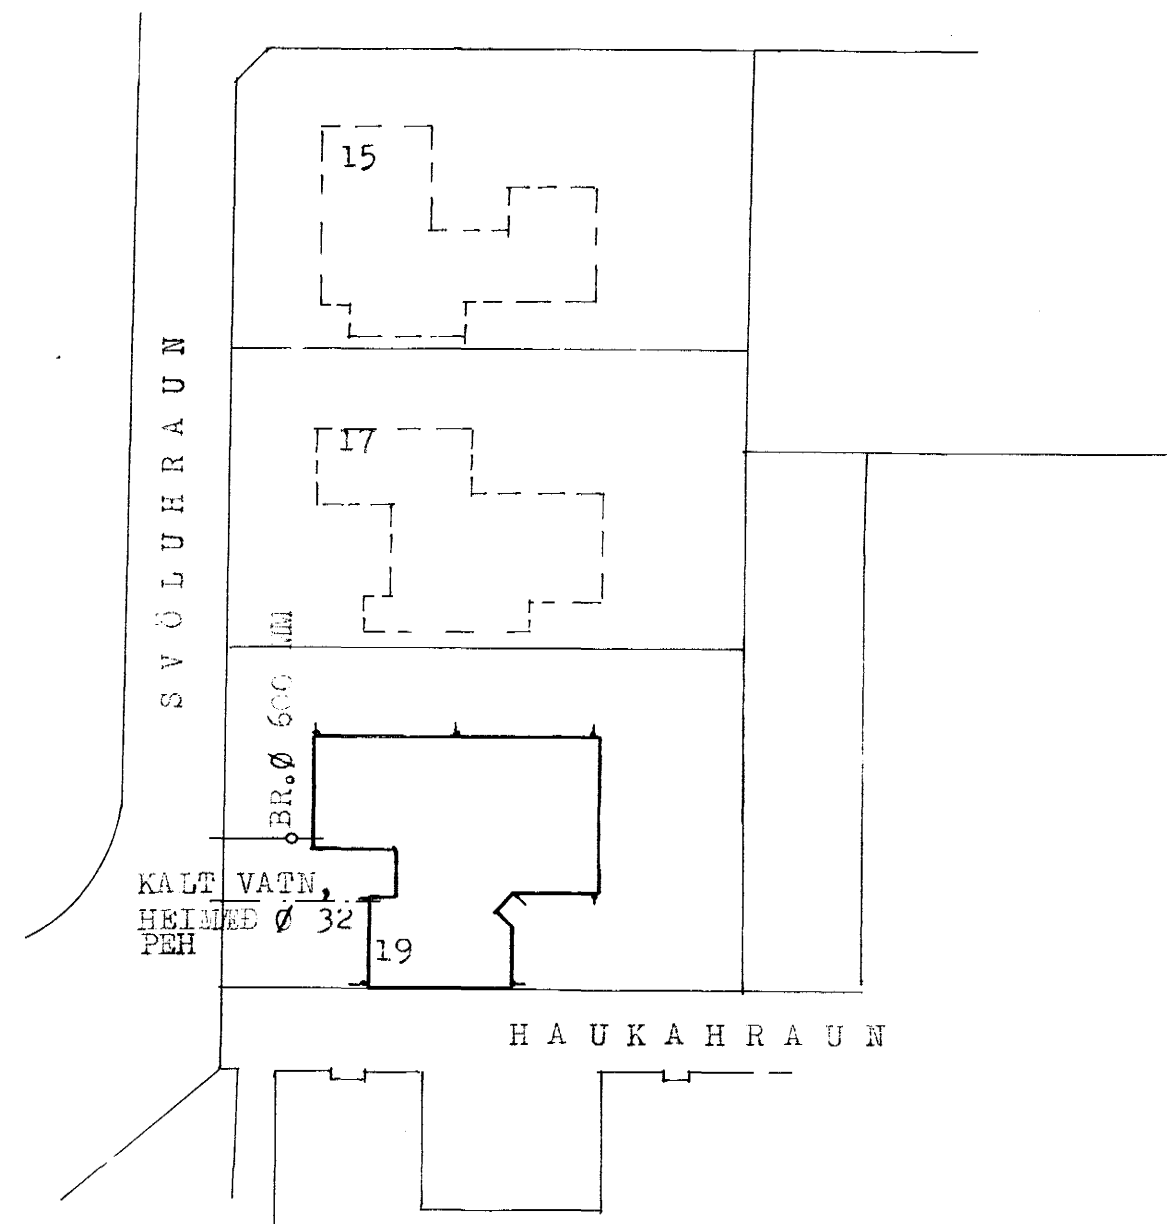 15
17
SVÖLUHRAUN
BR.Ø 600 MM
KALT VATN,
HEIMÆÐ Ø 32
PEH
19
HAUKAHRAUN